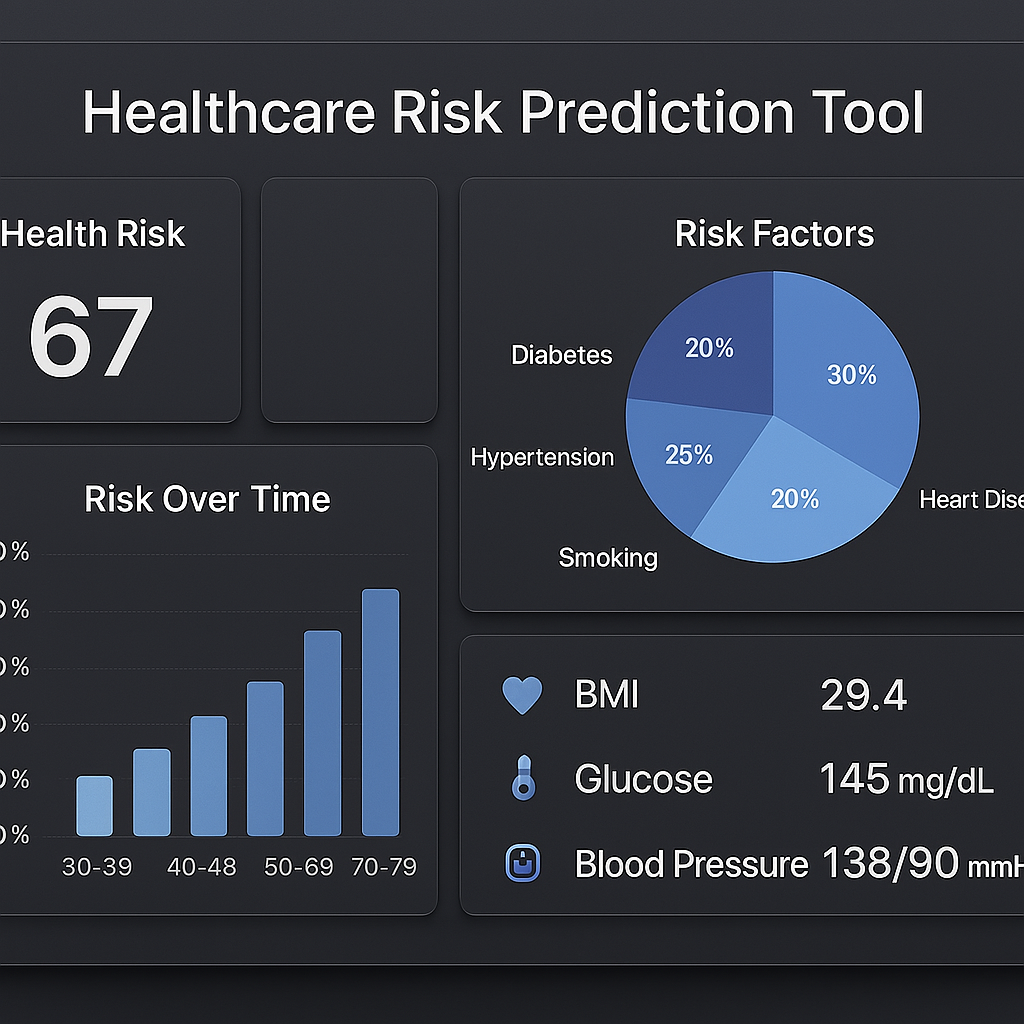 Healthcare Risk Prediction Tool
Health Risk
67
Risk Over Time
0%
0%
0%
0%
0%
0%
30-39 40-48 50-69 70-79
Risk Factors
20%
30%
25%
20%
Diabetes
Hypertension
Smoking
Heart Dise
BMI 29.4
Glucose 145 mg/dL
Blood Pressure 138/90 mmH